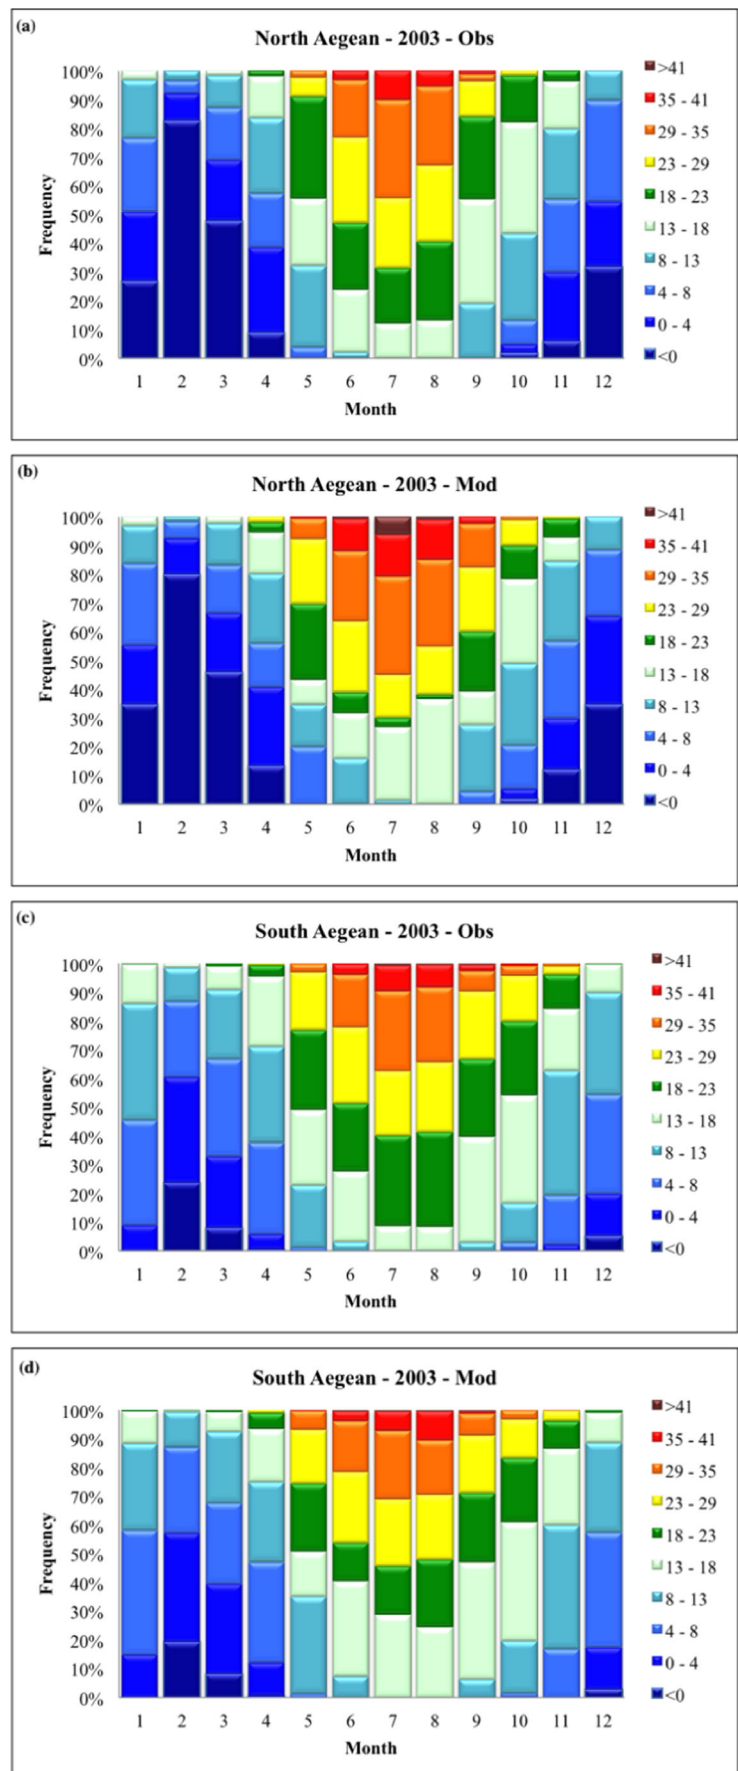 (a)
North Aegean - 2003 - Obs
Frequency
100%
90%
80%
70%
60%
50%
40%
30%
20%
10%
0%
1 2 3 4 5 6 7 8 9 10 11 12
Month
>41
35 - 41
29 - 35
23 - 29
18 - 23
13 - 18
8 - 13
4 - 8
0 - 4
<0
(b)
North Aegean - 2003 - Mod
Frequency
100%
90%
80%
70%
60%
50%
40%
30%
20%
10%
0%
1 2 3 4 5 6 7 8 9 10 11 12
Month
>41
35 - 41
29 - 35
23 - 29
18 - 23
13 - 18
8 - 13
4 - 8
0 - 4
<0
(c)
South Aegean - 2003 - Obs
Frequency
100%
90%
80%
70%
60%
50%
40%
30%
20%
10%
0%
1 2 3 4 5 6 7 8 9 10 11 12
Month
>41
35 - 41
29 - 35
23 - 29
18 - 23
13 - 18
8 - 13
4 - 8
0 - 4
<0
(d)
South Aegean - 2003 - Mod
Frequency
100%
90%
80%
70%
60%
50%
40%
30%
20%
10%
0%
1 2 3 4 5 6 7 8 9 10 11 12
Month
>41
35 - 41
29 - 35
23 - 29
18 - 23
13 - 18
8 - 13
4 - 8
0 - 4
<0